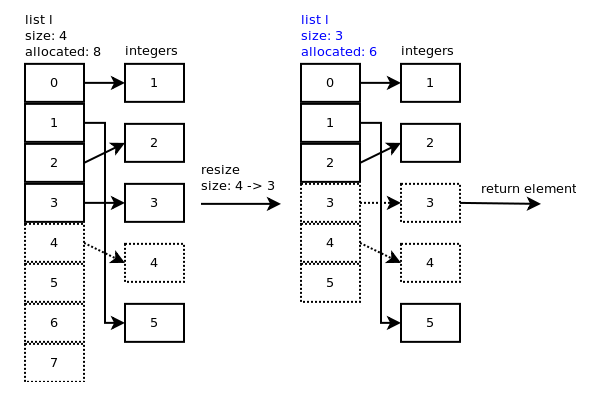 list l
size: 4
allocated: 8
integers
0
1
2
3
4
5
6
7
1
2
3
4
5
resize
size: 4 -> 3
list l
size: 3
allocated: 6
integers
0
1
2
3
4
5
1
2
3
4
5
return element